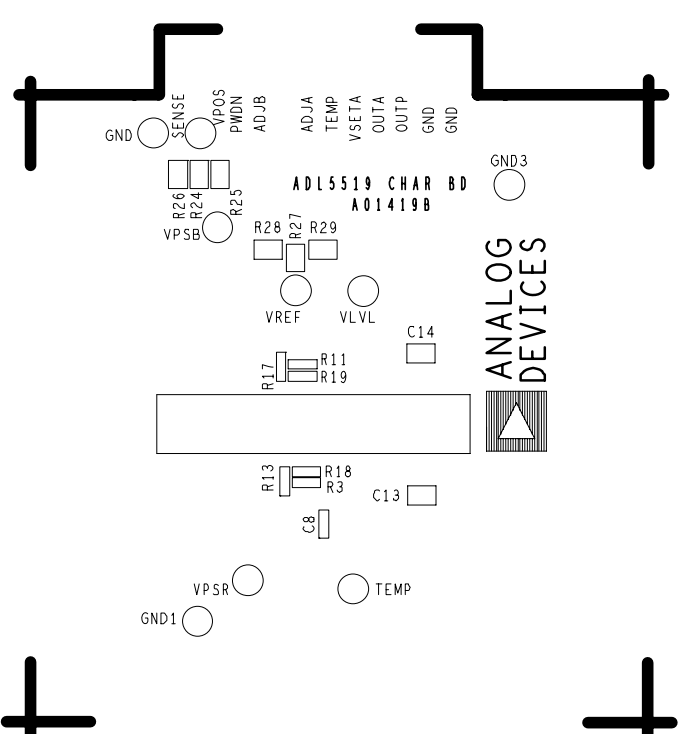 GND
SENSE
VPOS
PWDN
ADJB
ADJA
TEMP
VSETA
OUTA
OUTP
GND
GND
GND3
ADL5519 CHAR BD
A01419B
R26
R24
R25
VPSB
R28
R27
R29
VREF
VLVL
ANALOG
DEVICES
C14
R17
R11
R19
R13
R18
R3
C13
C8
VPSR
TEMP
GND1